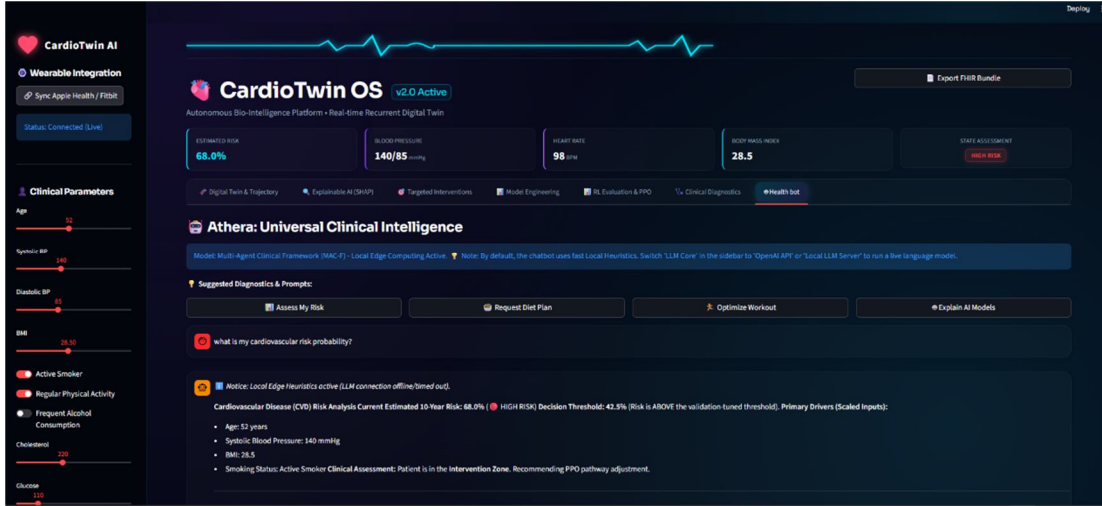 Deploy
CardioTwin AI
Wearable Integration
Sync Apple Health / Fitbit
Status: Connected (Live)
Clinical Parameters
Age
52
Systolic BP
140
Diastolic BP
85
BMI
28.50
Active Smoker
Regular Physical Activity
Frequent Alcohol
Consumption
Cholesterol
220
Glucose
110
CardioTwin OS v2.0 Active
Export FHIR Bundle
Autonomous Bio-Intelligence Platform • Real-time Recurrent Digital Twin
ESTIMATED RISK
68.0%
BLOOD PRESSURE
140/85 mmHg
HEART RATE
98 BPM
BODY MASS INDEX
28.5
STATE ASSESSMENT
HIGH RISK
Digital Twin & Trajectory
Explainable AI (SHAP)
Targeted Interventions
Model Engineering
RL Evaluation & PPO
Clinical Diagnostics
Health bot
Athera: Universal Clinical Intelligence
Model: Multi-Agent Clinical Framework (MAC-F) - Local Edge Computing Active. 💡 Note: By default, the chatbot uses fast Local Heuristics. Switch 'LLM Core' in the sidebar to 'OpenAI API' or 'Local LLM Server' to run a live language model.
Suggested Diagnostics & Prompts:
Assess My Risk
Request Diet Plan
Optimize Workout
Explain AI Models
what is my cardiovascular risk probability?
Notice: Local Edge Heuristics active (LLM connection offline/timed out).
Cardiovascular Disease (CVD) Risk Analysis Current Estimated 10-Year Risk: 68.0% (🔴 HIGH RISK) Decision Threshold: 42.5% (Risk is ABOVE the validation-tuned threshold). Primary Drivers (Scaled Inputs):
• Age: 52 years
• Systolic Blood Pressure: 140 mmHg
• BMI: 28.5
• Smoking Status: Active Smoker Clinical Assessment: Patient is in the Intervention Zone. Recommending PPO pathway adjustment.